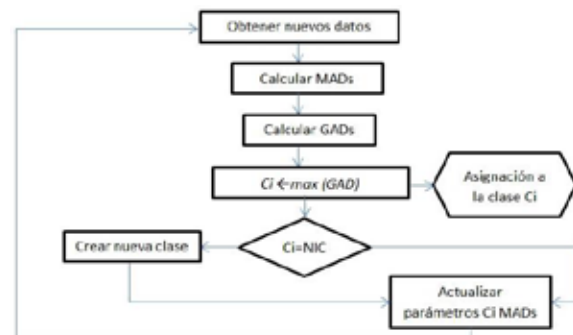 Obtener nuevos datos
Calcular MADs
Calcular GADs
Ci ←max (GAD)
Asignación a
la clase Ci
Ci=NIC
Crear nueva clase
Actualizar
parámetros Ci MADs